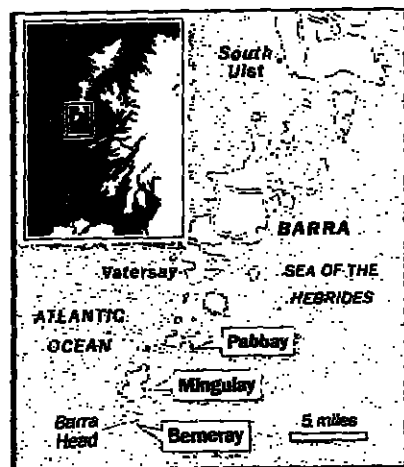 South
Uist
BARRA
Vatersay
SEA OF THE
HEBRIDES
ATLANTIC
OCEAN
Pabbay
Mingulay
Barra
Head
Berneray
5 miles